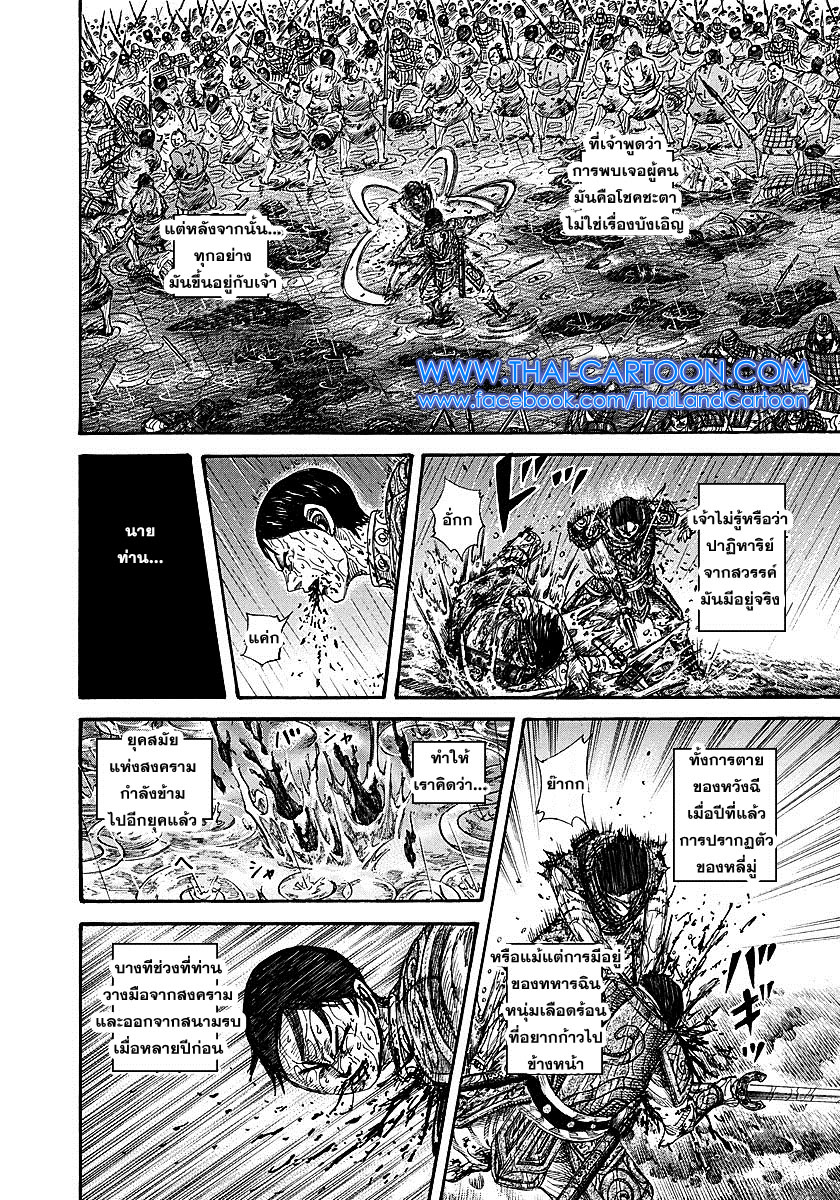 ที่เจ้าพูดว่า
การพบเจอผู้คน
มันคือโชคชะตา
ไม่ใช่เรื่องบังเอิญ
แต่หลังจากนั้น...
ทุกอย่าง
มันขึ้นอยู่กับเจ้า
WWW.THAI-CARTOON.COM
www.facebook.com/ThaiLandCartoon
เจ้าไม่รู้หรือว่า
ปาฏิหาริย์
จากสวรรค์
มันมีอยู่จริง
อั่กก
ドッ
แค่ก
นาย
ท่าน...
ทั้งการตาย
ของหวังฉี
เมื่อปีที่แล้ว
การปรากฏตัว
ของหลี่มู่
ย๊ากก
หรือแม้แต่การมีอยู่
ของทหารฉิน
หนุ่มเลือดร้อน
ที่อยากก้าวไป
ข้างหน้า
ทำให้
เราคิดว่า...
バシャ
バシャ
ยุคสมัย
แห่งสงคราม
กำลังข้าม
ไปอีกยุคแล้ว
บางทีช่วงที่ท่าน
วางมือจากสงคราม
และออกจากสนามรบ
เมื่อหลายปีก่อน